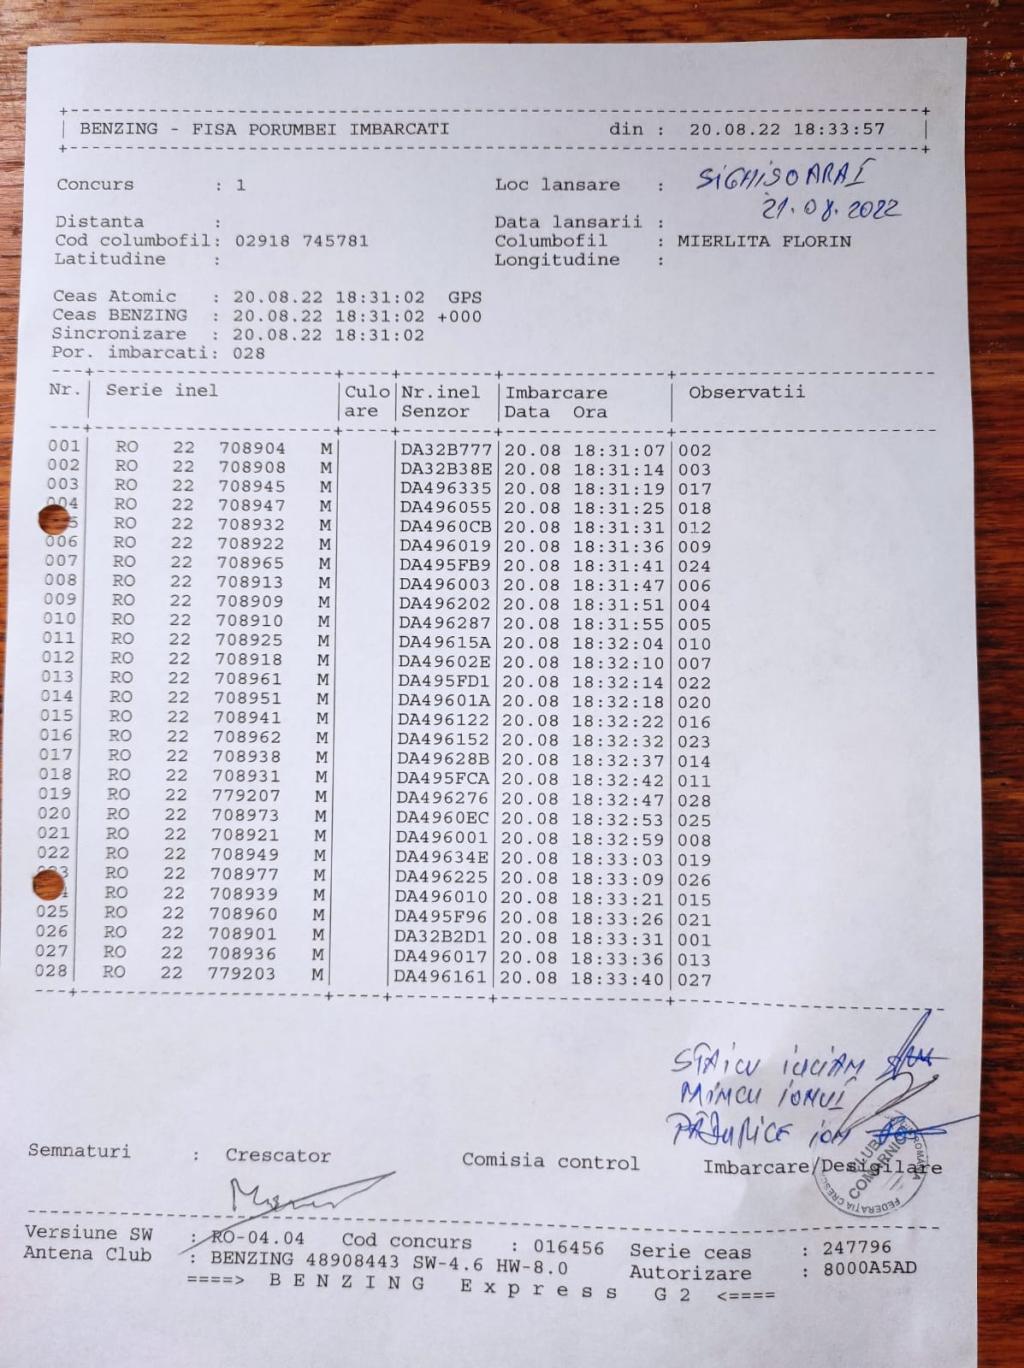 BENZING - FISA PORUMBEI IMBARCATI din : 20.08.22 18:33:57
Concurs : 1 Loc lansare : SIGHISOARA I
21.08.2022
Distanta : Data lansarii :
Cod columbofil: 02918 745781 Columbofil : MIERLITA FLORIN
Latitudine : Longitudine :
Ceas Atomic : 20.08.22 18:31:02 GPS
Ceas BENZING : 20.08.22 18:31:02 +000
Sincronizare : 20.08.22 18:31:02
Por. imbarcati: 028
Nr. Serie inel Culo Nr.inel Imbarcare Observatii
are Senzor Data Ora
001 RO 22 708904 M DA32B777 20.08 18:31:07 002
002 RO 22 708908 M DA32B38E 20.08 18:31:14 003
003 RO 22 708945 M DA496335 20.08 18:31:19 017
004 RO 22 708947 M DA496055 20.08 18:31:25 018
5 RO 22 708932 M DA4960CB 20.08 18:31:31 012
006 RO 22 708922 M DA496019 20.08 18:31:36 009
007 RO 22 708965 M DA495FB9 20.08 18:31:41 024
008 RO 22 708913 M DA496003 20.08 18:31:47 006
009 RO 22 708909 M DA496202 20.08 18:31:51 004
010 RO 22 708910 M DA496287 20.08 18:31:55 005
011 RO 22 708925 M DA49615A 20.08 18:32:04 010
012 RO 22 708918 M DA49602E 20.08 18:32:10 007
013 RO 22 708961 M DA495FD1 20.08 18:32:14 022
014 RO 22 708951 M DA49601A 20.08 18:32:18 020
015 RO 22 708941 M DA496122 20.08 18:32:22 016
016 RO 22 708962 M DA496152 20.08 18:32:32 023
017 RO 22 708938 M DA49628B 20.08 18:32:37 014
018 RO 22 708931 M DA495FCA 20.08 18:32:42 011
019 RO 22 779207 M DA496276 20.08 18:32:47 028
020 RO 22 708973 M DA4960EC 20.08 18:32:53 025
021 RO 22 708921 M DA496001 20.08 18:32:59 008
022 RO 22 708949 M DA49634E 20.08 18:33:03 019
3 RO 22 708977 M DA496225 20.08 18:33:09 026
RO 22 708939 M DA496010 20.08 18:33:21 015
025 RO 22 708960 M DA495F96 20.08 18:33:26 021
026 RO 22 708901 M DA32B2D1 20.08 18:33:31 001
027 RO 22 708936 M DA496017 20.08 18:33:36 013
028 RO 22 779203 M DA496161 20.08 18:33:40 027
STAICU
MIMCU IONUȚ
ION
Semnaturi : Crescator Comisia control Imbarcare/Desigilare
CLUB COMARNIC
Versiune SW : RO-04.04 Cod concurs : 016456 Serie ceas : 247796
Antena Club : BENZING 48908443 SW-4.6 HW-8.0 Autorizare : 8000A5AD
====> B E N Z I N G E x p r e s s G 2 <====